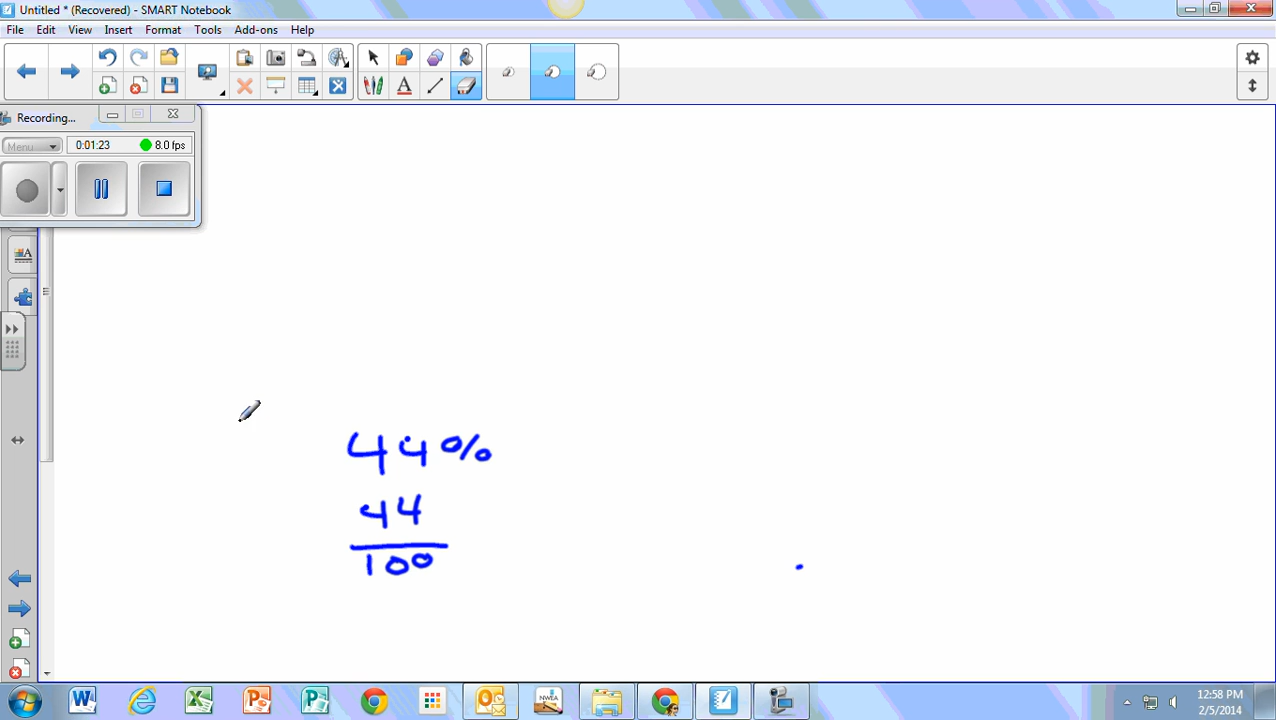 Untitled * (Recovered) - SMART Notebook
File Edit View Insert Format Tools Add-ons Help
Recording...
Menu 0:01:23 8.0 fps
44%
44
100
.
NWEA
12:58 PM
2/5/2014